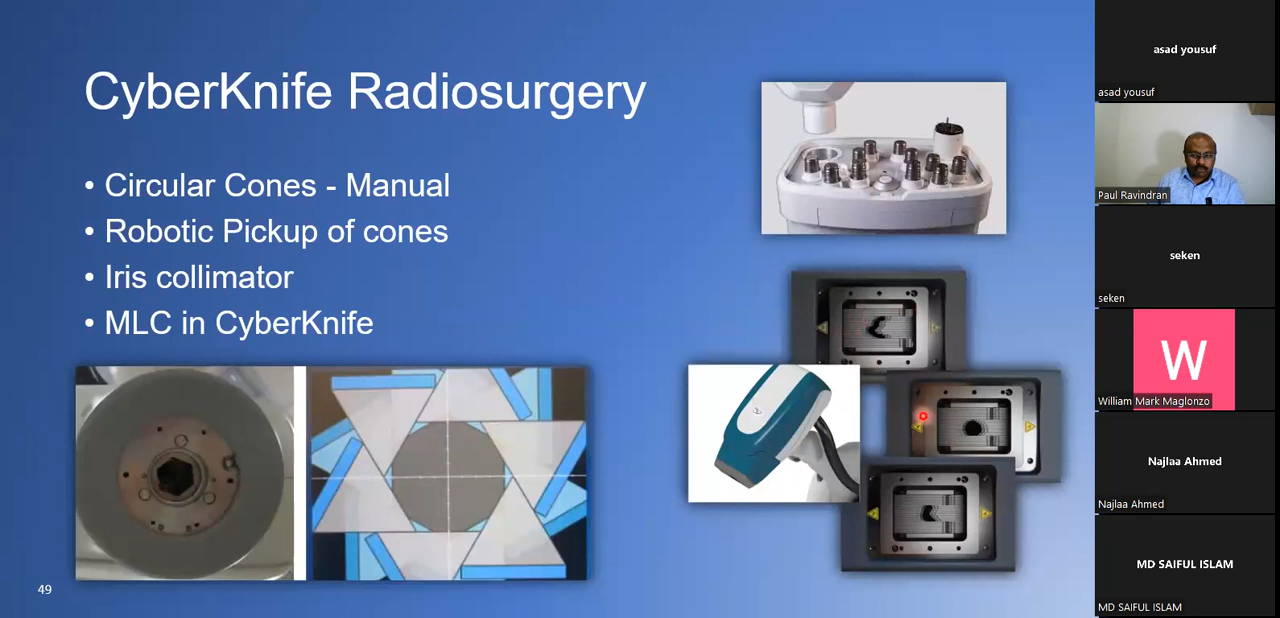 CyberKnife Radiosurgery
• Circular Cones - Manual
• Robotic Pickup of cones
• Iris collimator
• MLC in CyberKnife
49
asad yousuf
asad yousuf
Paul Ravindran
seken
seken
W
William Mark Maglonzo
Najlaa Ahmed
Najlaa Ahmed
MD SAIFUL ISLAM
MD SAIFUL ISLAM